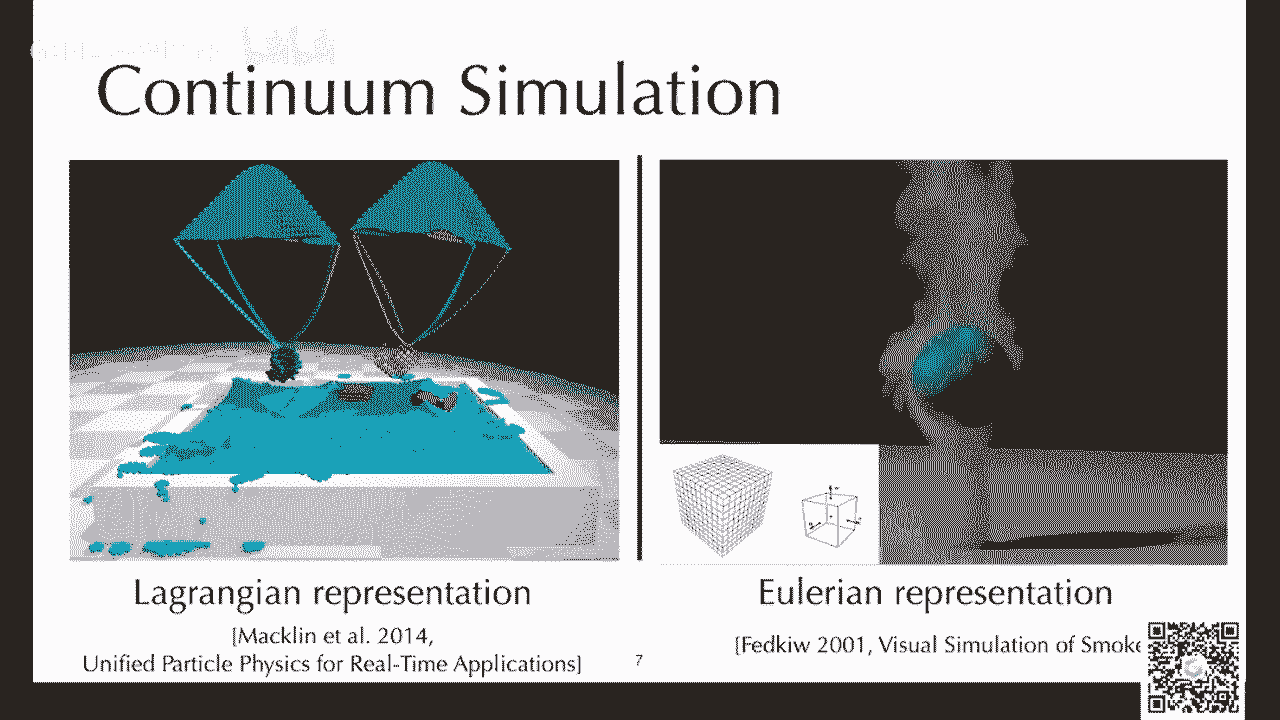 Continuum Simulation
Lagrangian representation
[Macklin et al. 2014,
Unified Particle Physics for Real-Time Applications]
7
Eulerian representation
[Fedkiw 2001, Visual Simulation of Smoke